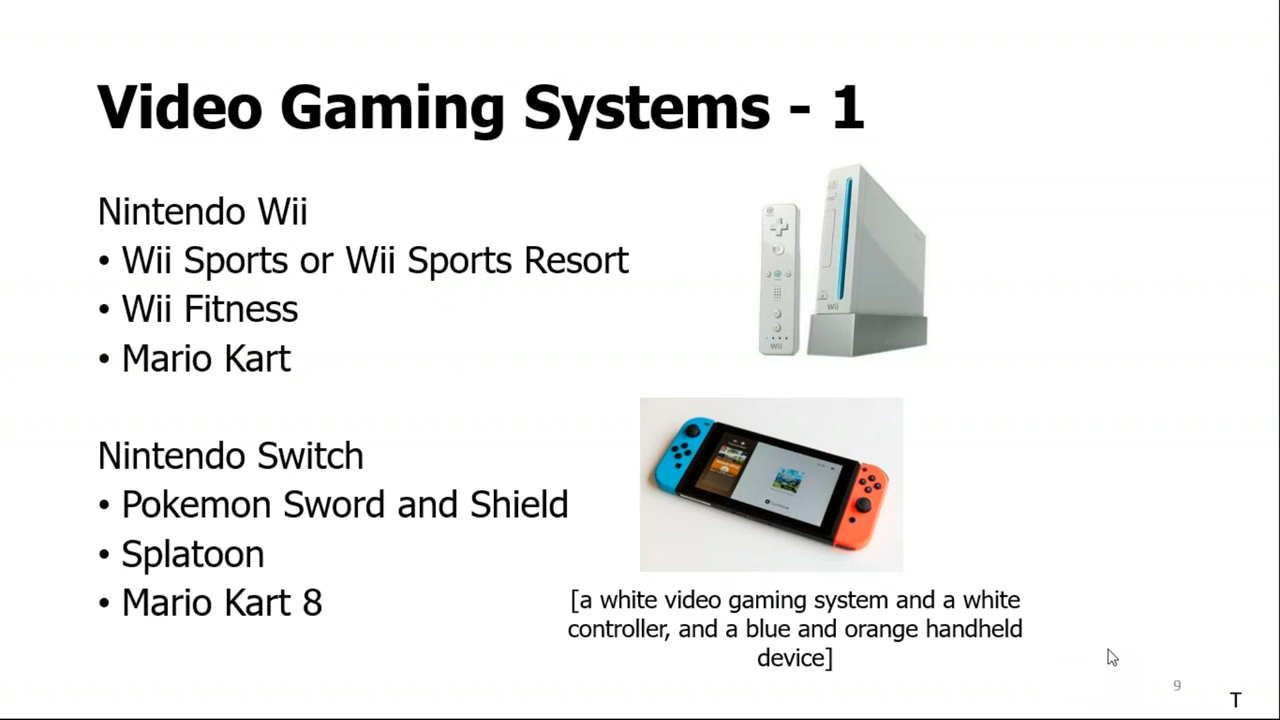 Video Gaming Systems - 1
Nintendo Wii
• Wii Sports or Wii Sports Resort
• Wii Fitness
• Mario Kart
Wii
Wii
Nintendo Switch
• Pokemon Sword and Shield
• Splatoon
• Mario Kart 8
[a white video gaming system and a white
controller, and a blue and orange handheld
device]
9
T